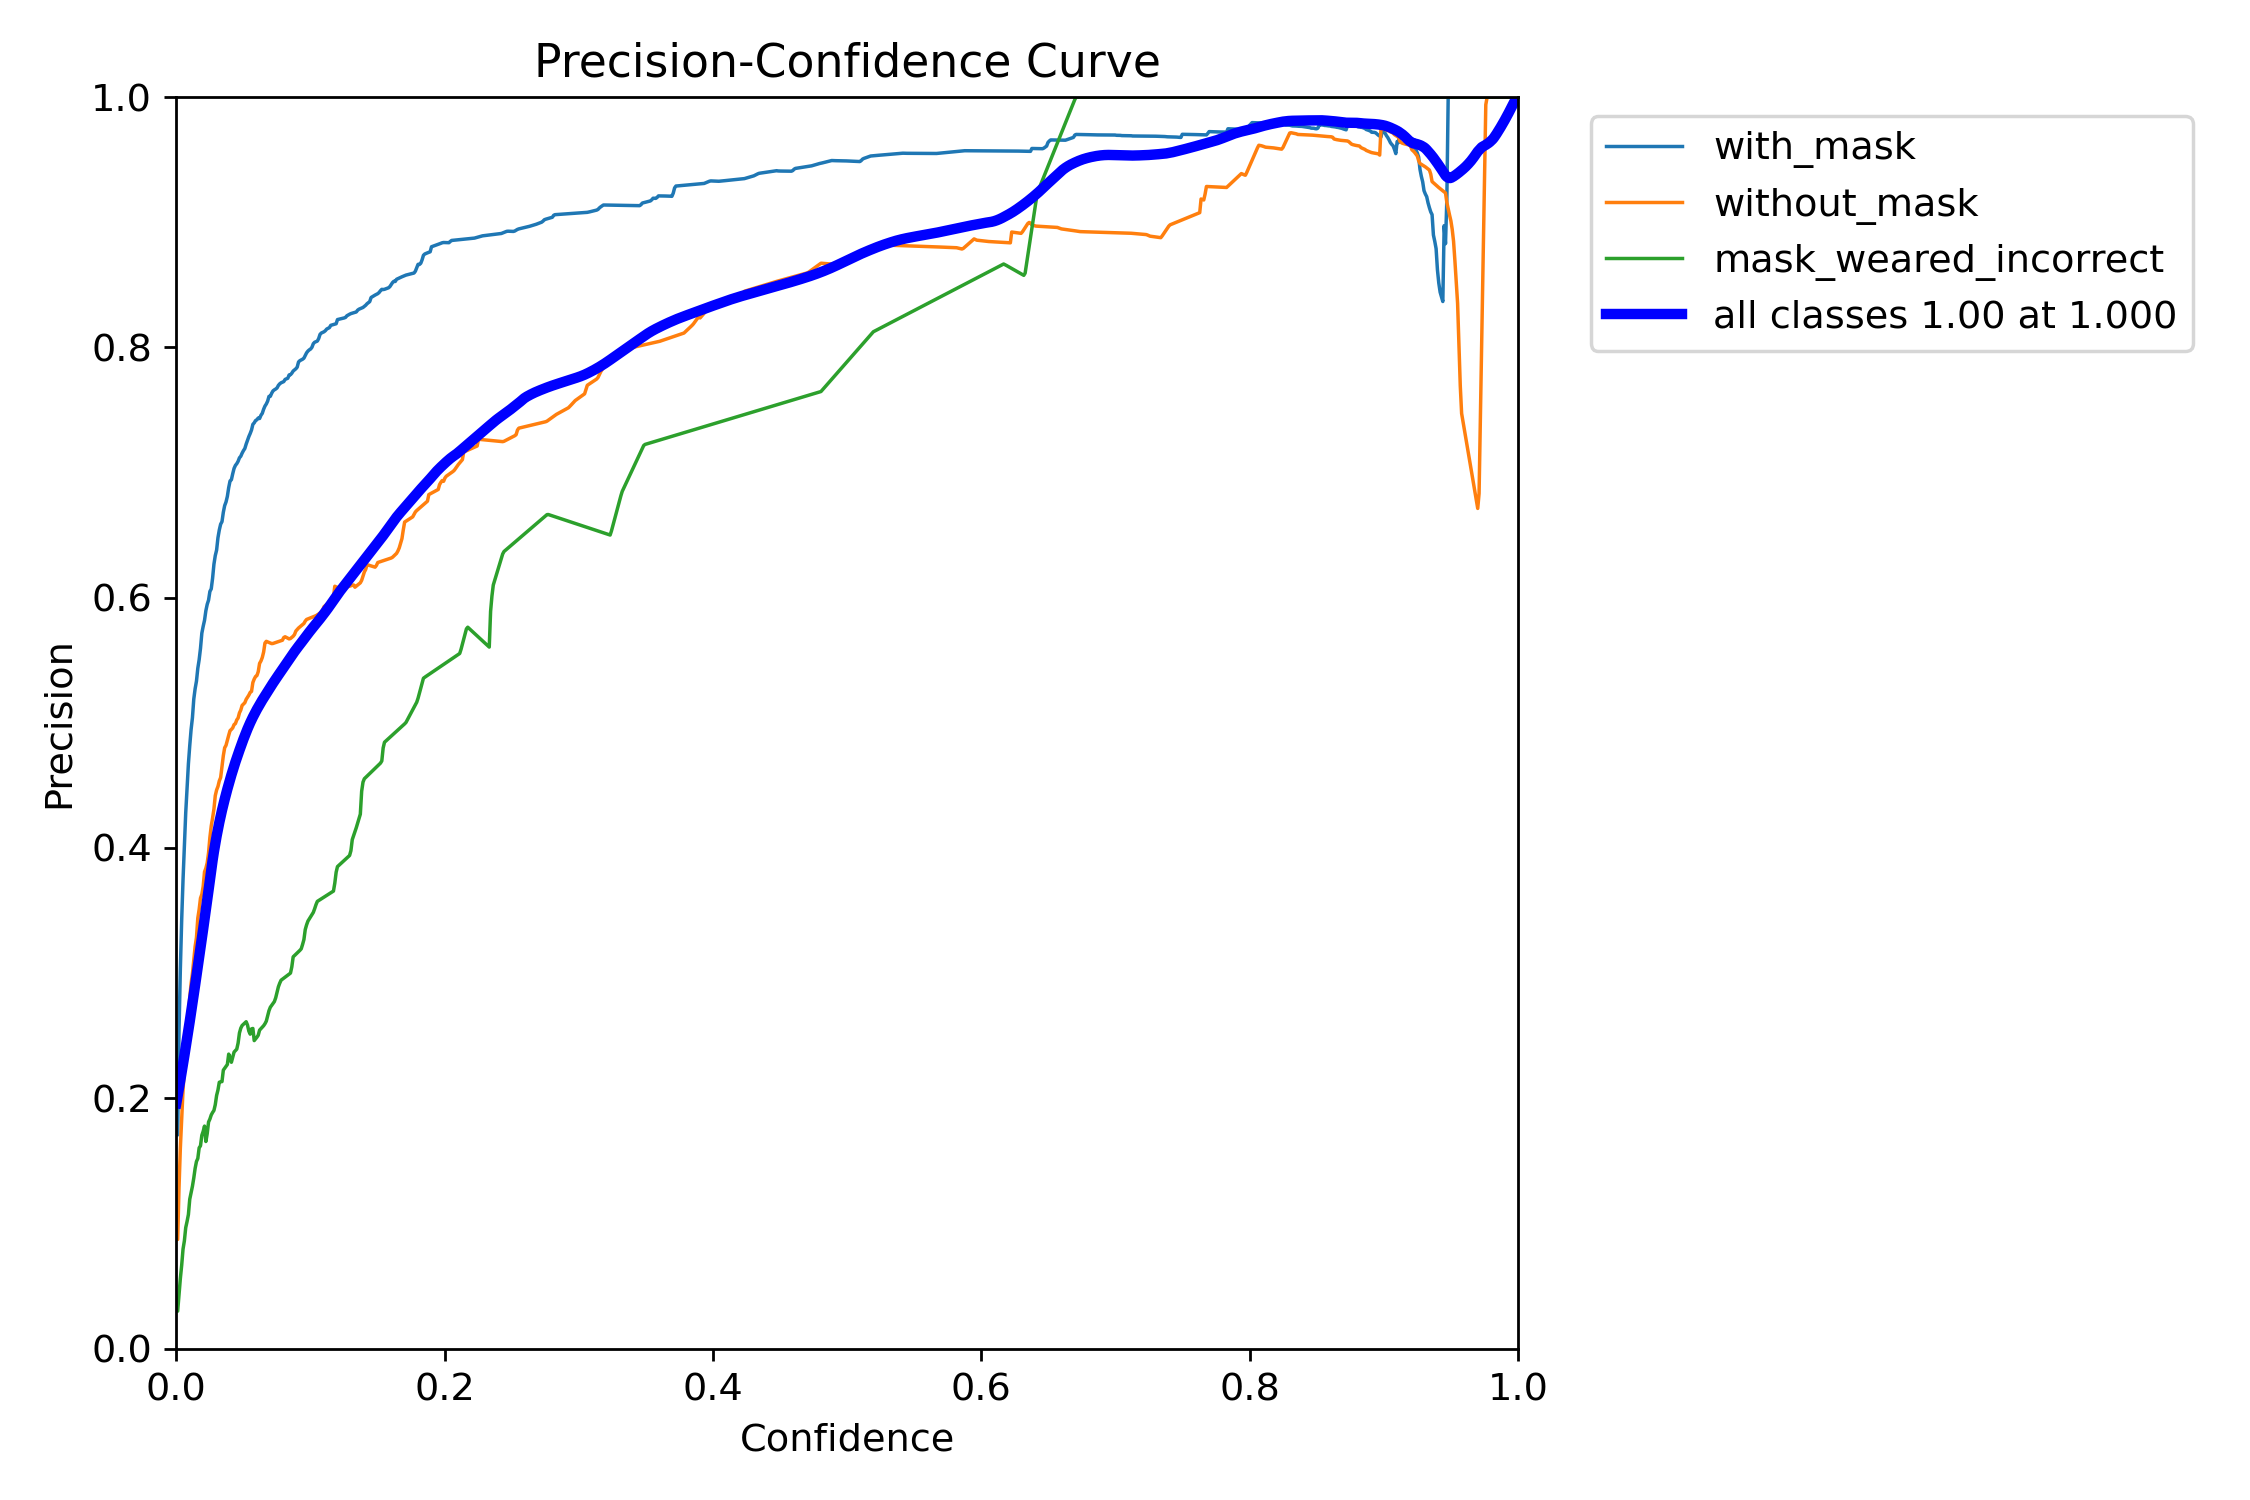 Precision-Confidence Curve
1.0
0.8
0.6
0.4
0.2
0.0
Precision
0.0 0.2 0.4 0.6 0.8 1.0
Confidence
with_mask
without_mask
mask_weared_incorrect
all classes 1.00 at 1.000